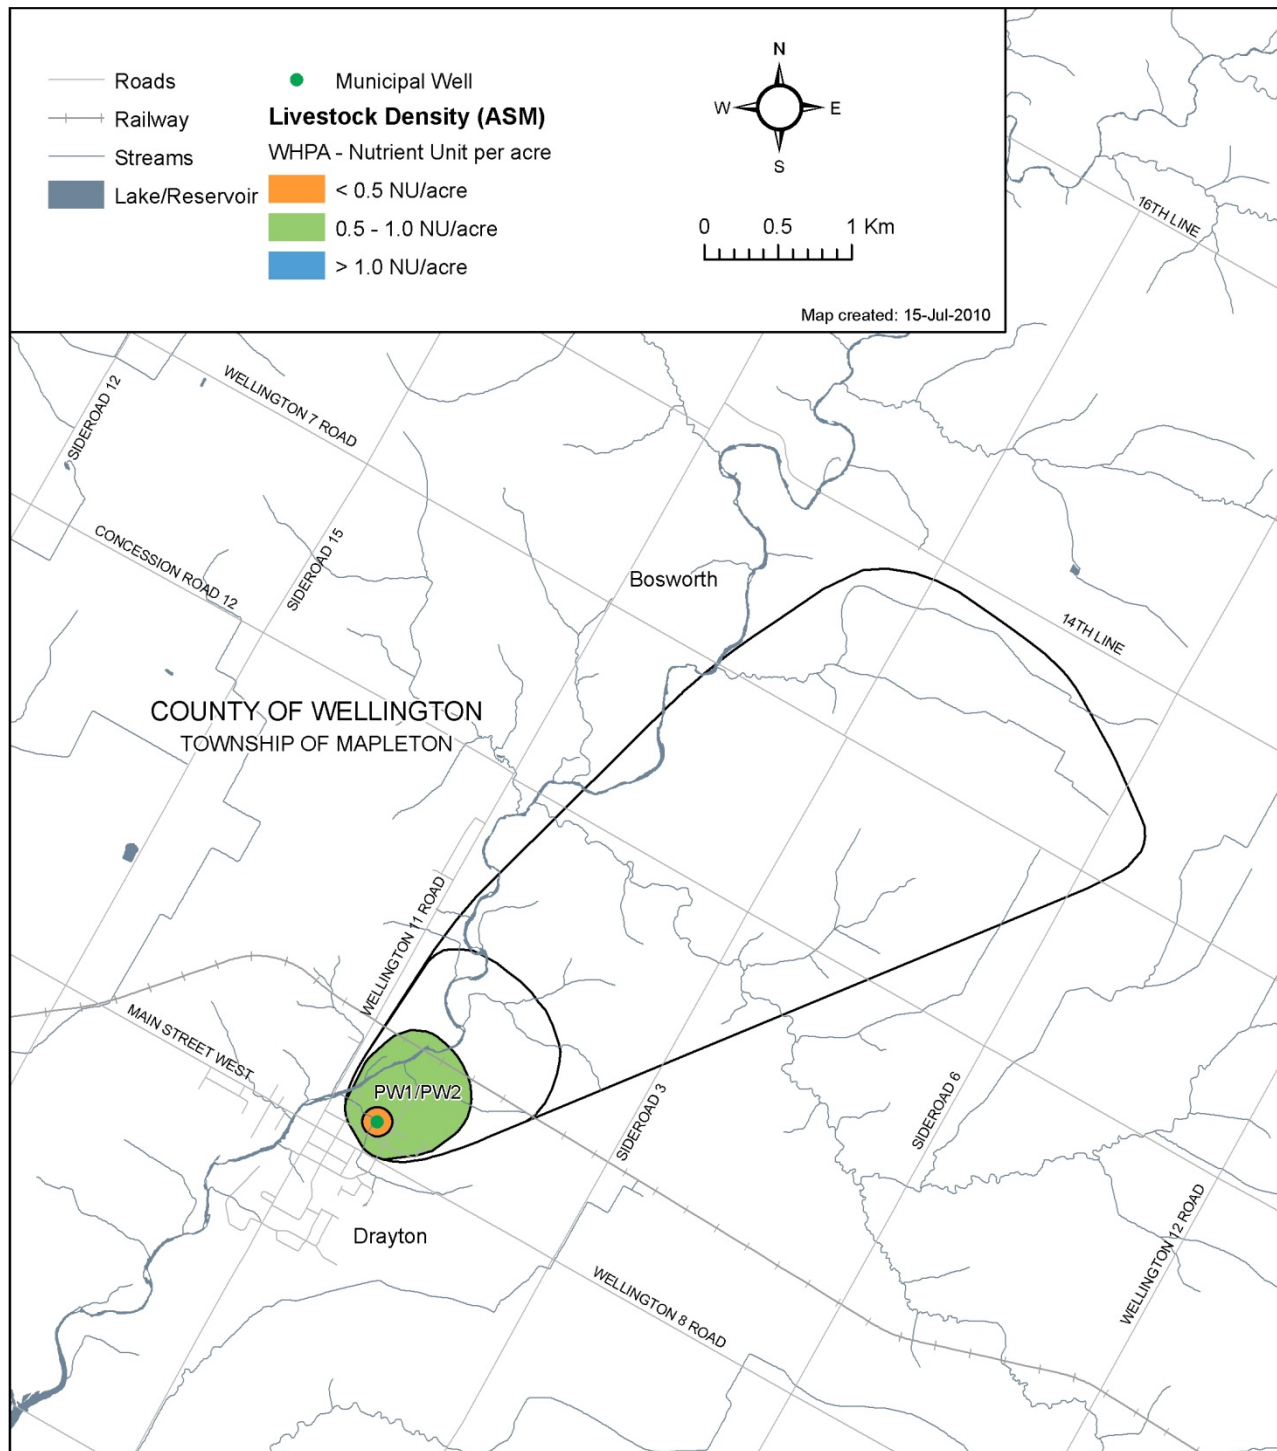 Roads
Railway
Streams
Lake/Reservoir
Municipal Well
Livestock Density (ASM)
WHPA - Nutrient Unit per acre
< 0.5 NU/acre
0.5 - 1.0 NU/acre
> 1.0 NU/acre
N
W E
S
0 0.5 1 Km
Map created: 15-Jul-2010
16TH LINE
WELLINGTON 7 ROAD
SIDEROAD 12
CONCESSION ROAD 12
SIDEROAD 15
Bosworth
14TH LINE
COUNTY OF WELLINGTON
TOWNSHIP OF MAPLETON
WELLINGTON 11 ROAD
MAIN STREET WEST
PW1/PW2
SIDEROAD 3
SIDEROAD 6
Drayton
WELLINGTON 8 ROAD
WELLINGTON 12 ROAD